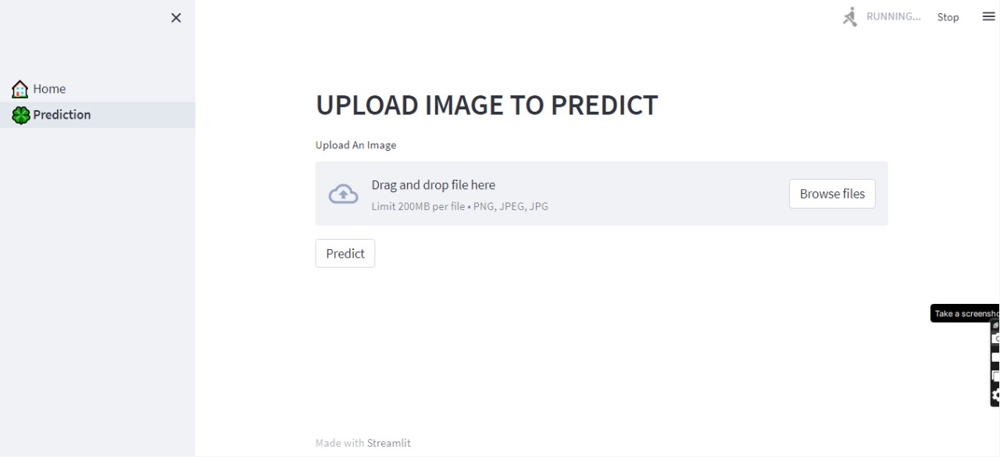 RUNNING... Stop
Home
Prediction
UPLOAD IMAGE TO PREDICT
Upload An Image
Drag and drop file here
Limit 200MB per file • PNG, JPEG, JPG
Browse files
Predict
Take a screensho
Made with Streamlit